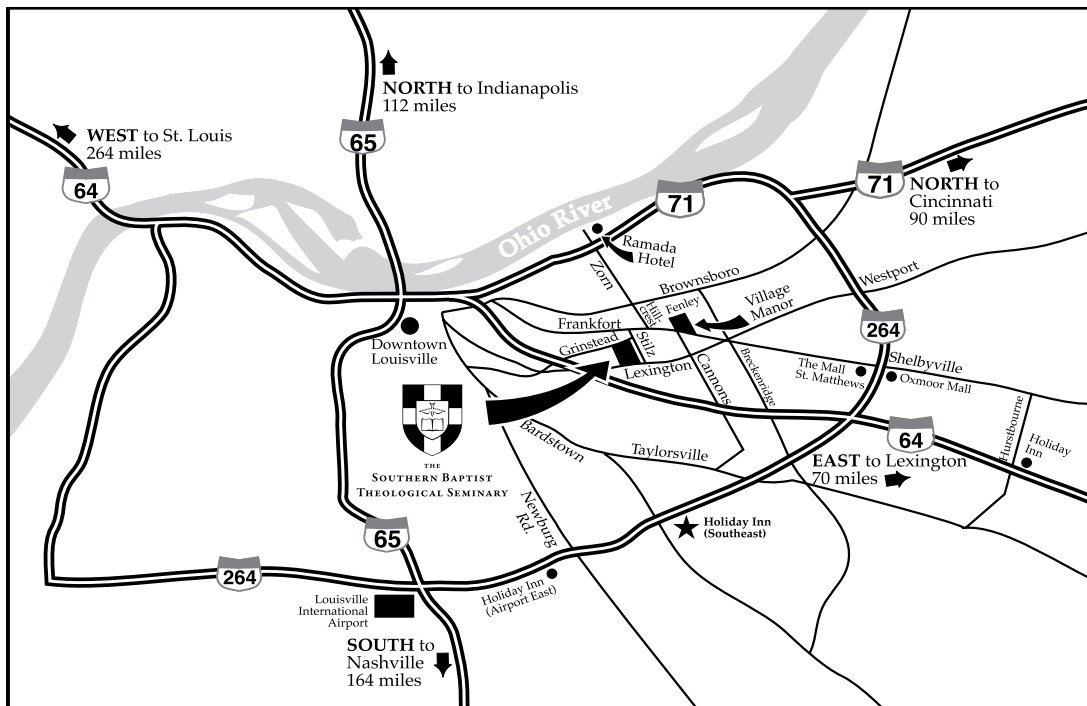 NORTH to Indianapolis
112 miles
65
WEST to St. Louis
264 miles
64
71
71
NORTH to
Cincinnati
90 miles
Ohio River
Ramada
Hotel
Zorn
Brownsboro
Westport
Hill-
crest
Fenley
Village
Manor
264
Frankfort
Grinstead
Stilz
Lexington
Cannons
Breckenridge
Shelbyville
The Mall
St. Matthews
Oxmoor Mall
Downtown
Louisville
THE
SOUTHERN BAPTIST
THEOLOGICAL SEMINARY
Bardstown
Taylorsville
64
EAST to Lexington
70 miles
Hurstbourne
Holiday
Inn
Newburg
Rd.
Holiday Inn
(Southeast)
65
264
Holiday Inn
(Airport East)
Louisville
International
Airport
SOUTH to
Nashville
164 miles